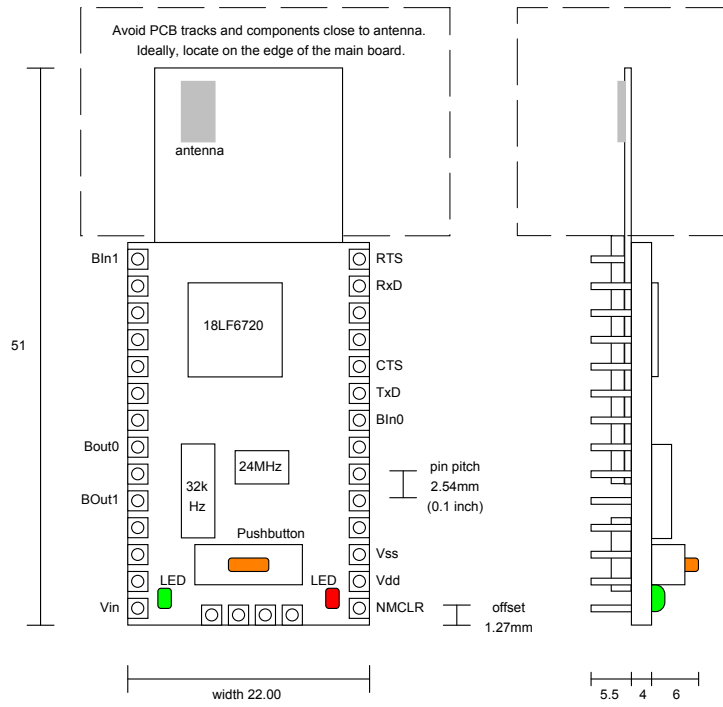 Avoid PCB tracks and components close to antenna.
Ideally, locate on the edge of the main board.
antenna
BIn1
RTS
RxD
18LF6720
51
CTS
TxD
BIn0
Bout0
24MHz
pin pitch
2.54mm
(0.1 inch)
32k
Hz
BOut1
Pushbutton
Vss
LED
LED
Vdd
Vin
NMCLR
offset
1.27mm
width 22.00
5.5
4
6